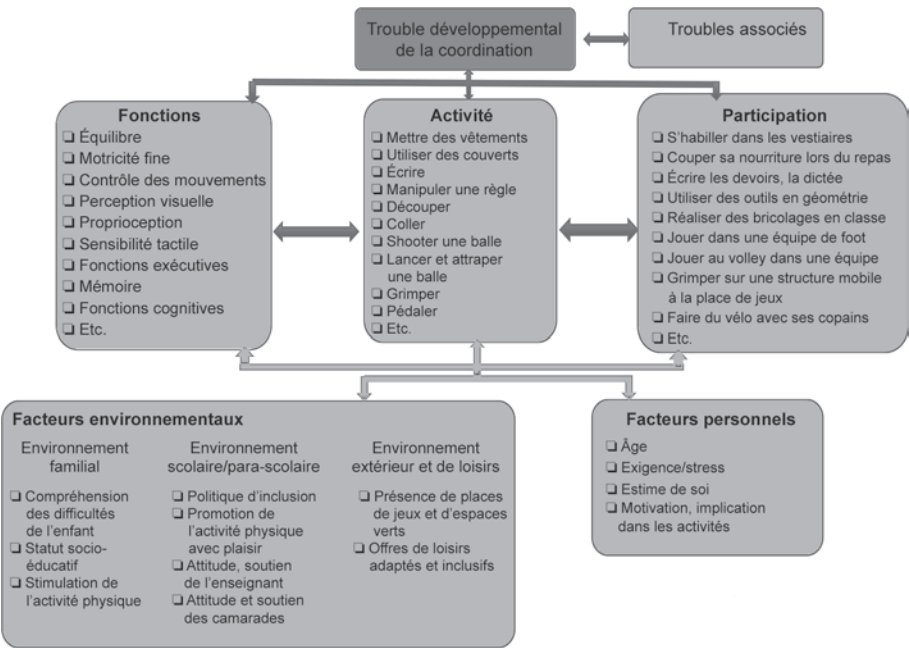 Trouble développemental
de la coordination
Troubles associés
Fonctions
❑ Équilibre
❑ Motricité fine
❑ Contrôle des mouvements
❑ Perception visuelle
❑ Proprioception
❑ Sensibilité tactile
❑ Fonctions exécutives
❑ Mémoire
❑ Fonctions cognitives
❑ Etc.
Activité
❑ Mettre des vêtements
❑ Utiliser des couverts
❑ Écrire
❑ Manipuler une règle
❑ Découper
❑ Coller
❑ Shooter une balle
❑ Lancer et attraper
une balle
❑ Grimper
❑ Pédaler
❑ Etc.
Participation
❑ S'habiller dans les vestiaires
❑ Couper sa nourriture lors du repas
❑ Écrire les devoirs, la dictée
❑ Utiliser des outils en géométrie
❑ Réaliser des bricolages en classe
❑ Jouer dans une équipe de foot
❑ Jouer au volley dans une équipe
❑ Grimper sur une structure mobile
à la place de jeux
❑ Faire du vélo avec ses copains
❑ Etc.
Facteurs environnementaux
Environnement
familial
❑ Compréhension
des difficultés
de l'enfant
❑ Statut socio-
éducatif
❑ Stimulation de
l'activité physique
Environnement
scolaire/para-scolaire
❑ Politique d'inclusion
❑ Promotion de
l'activité physique
avec plaisir
❑ Attitude, soutien
de l'enseignant
❑ Attitude et soutien
des camarades
Environnement
extérieur et de loisirs
❑ Présence de places
de jeux et d'espaces
verts
❑ Offres de loisirs
adaptés et inclusifs
Facteurs personnels
❑ Âge
❑ Exigence/stress
❑ Estime de soi
❑ Motivation, implication
dans les activités